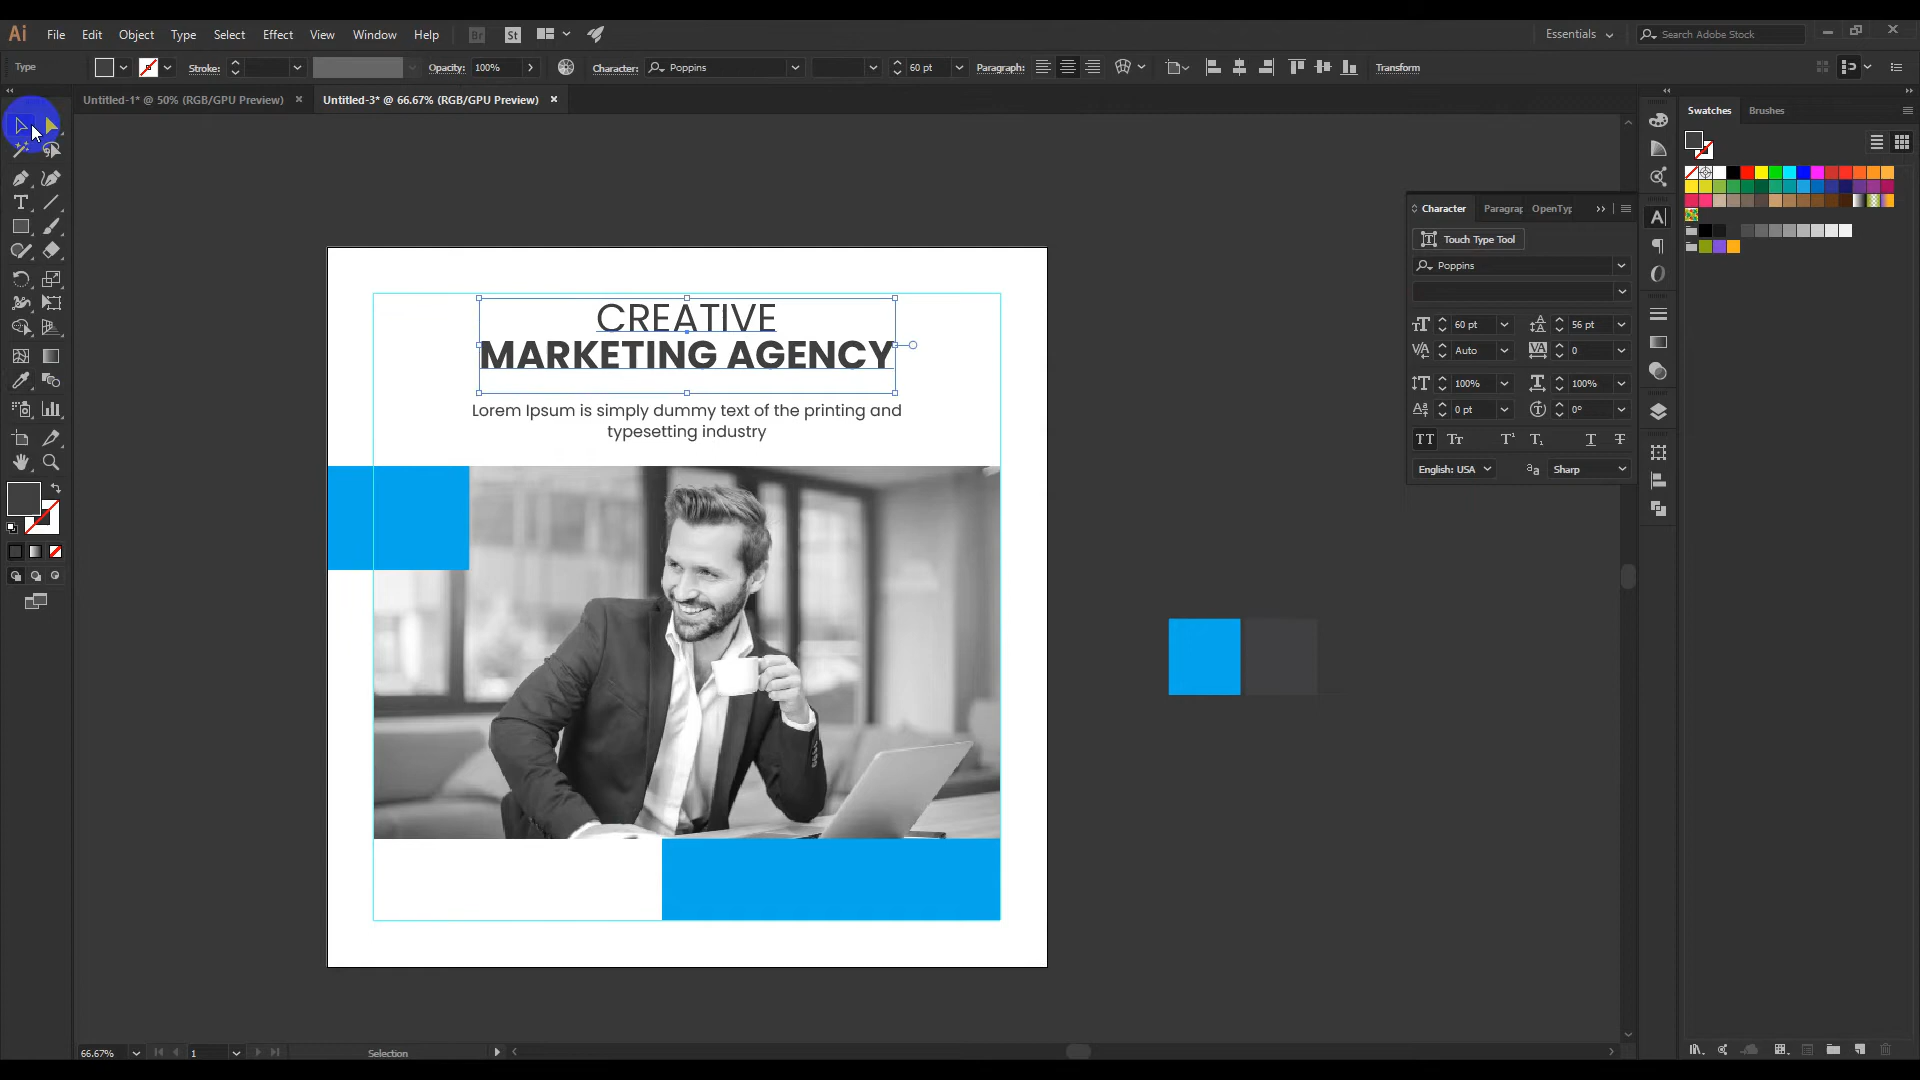 Ai File Edit Object Type Select Effect View Window Help Br St Essentials Search Adobe Stock
Type Stroke: Opacity: 100% Character: Poppins 60 pt Paragraph: Transform
Untitled-1* @ 50% (RGB/GPU Preview) × Untitled-3* @ 66.67% (RGB/GPU Preview) ×
Swatches Brushes
Character Paragrap OpenTyp
Touch Type Tool
Poppins
60 pt 56 pt
Auto 0
100% 100%
0 pt 0°
English: USA Sharp
CREATIVE
MARKETING AGENCY
Lorem Ipsum is simply dummy text of the printing and
typesetting industry
66.67% 1 Selection